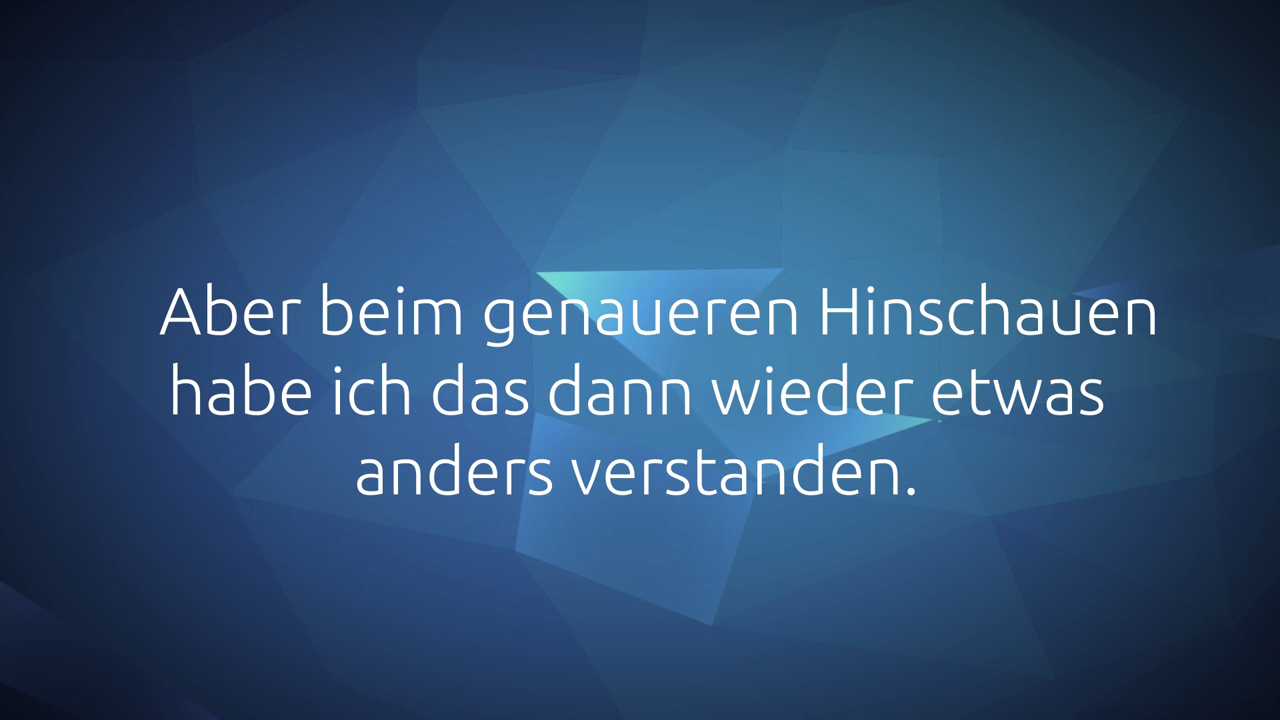 Aber beim genaueren Hinschauen
habe ich das dann wieder etwas
anders verstanden.